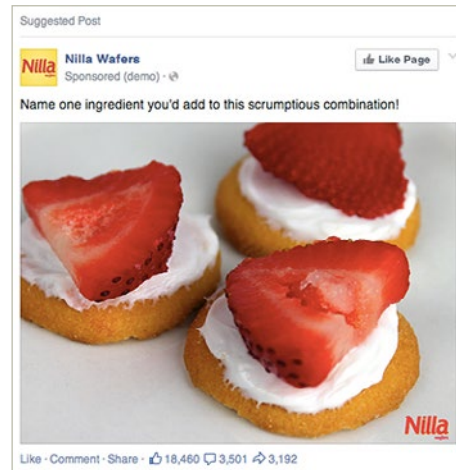 Suggested Post
Nilla
Nilla Wafers
Sponsored (demo) ·
Like Page
Name one ingredient you'd add to this scrumptious combination!
Nilla
wafers
Like · Comment · Share · 18,460 3,501 3,192